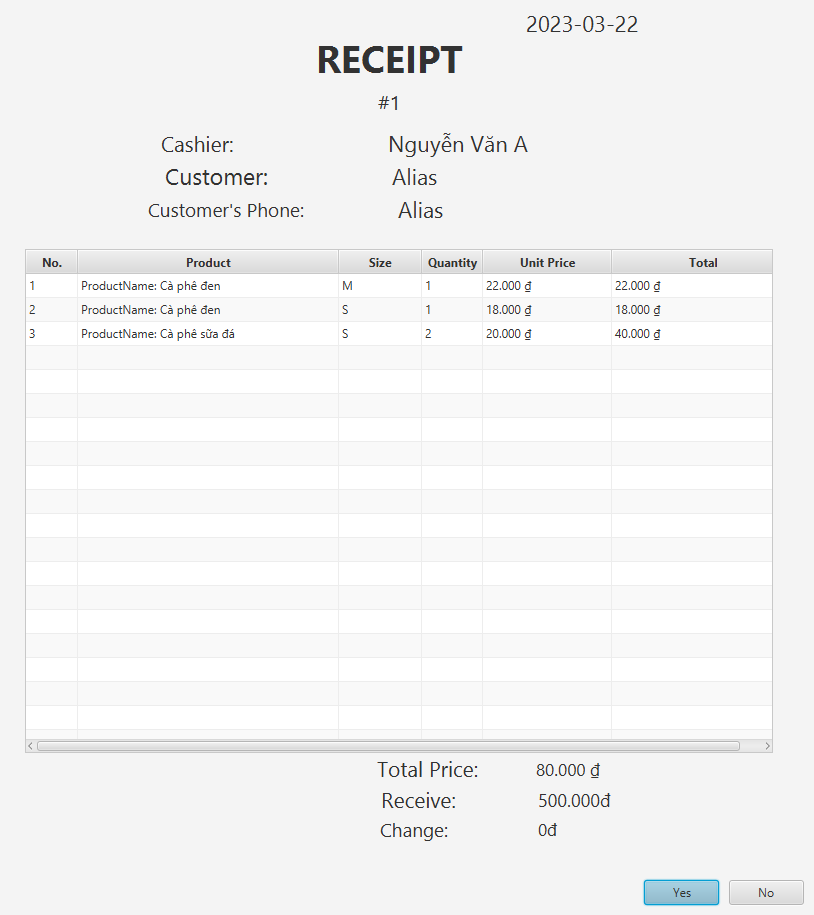 2023-03-22
RECEIPT
#1
Cashier: Nguyễn Văn A
Customer: Alias
Customer's Phone: Alias
No. Product Size Quantity Unit Price Total
1 ProductName: Cà phê đen M 1 22.000 ₫ 22.000 ₫
2 ProductName: Cà phê đen S 1 18.000 ₫ 18.000 ₫
3 ProductName: Cà phê sữa đá S 2 20.000 ₫ 40.000 ₫
Total Price: 80.000 ₫
Receive: 500.000đ
Change: 0đ
Yes No